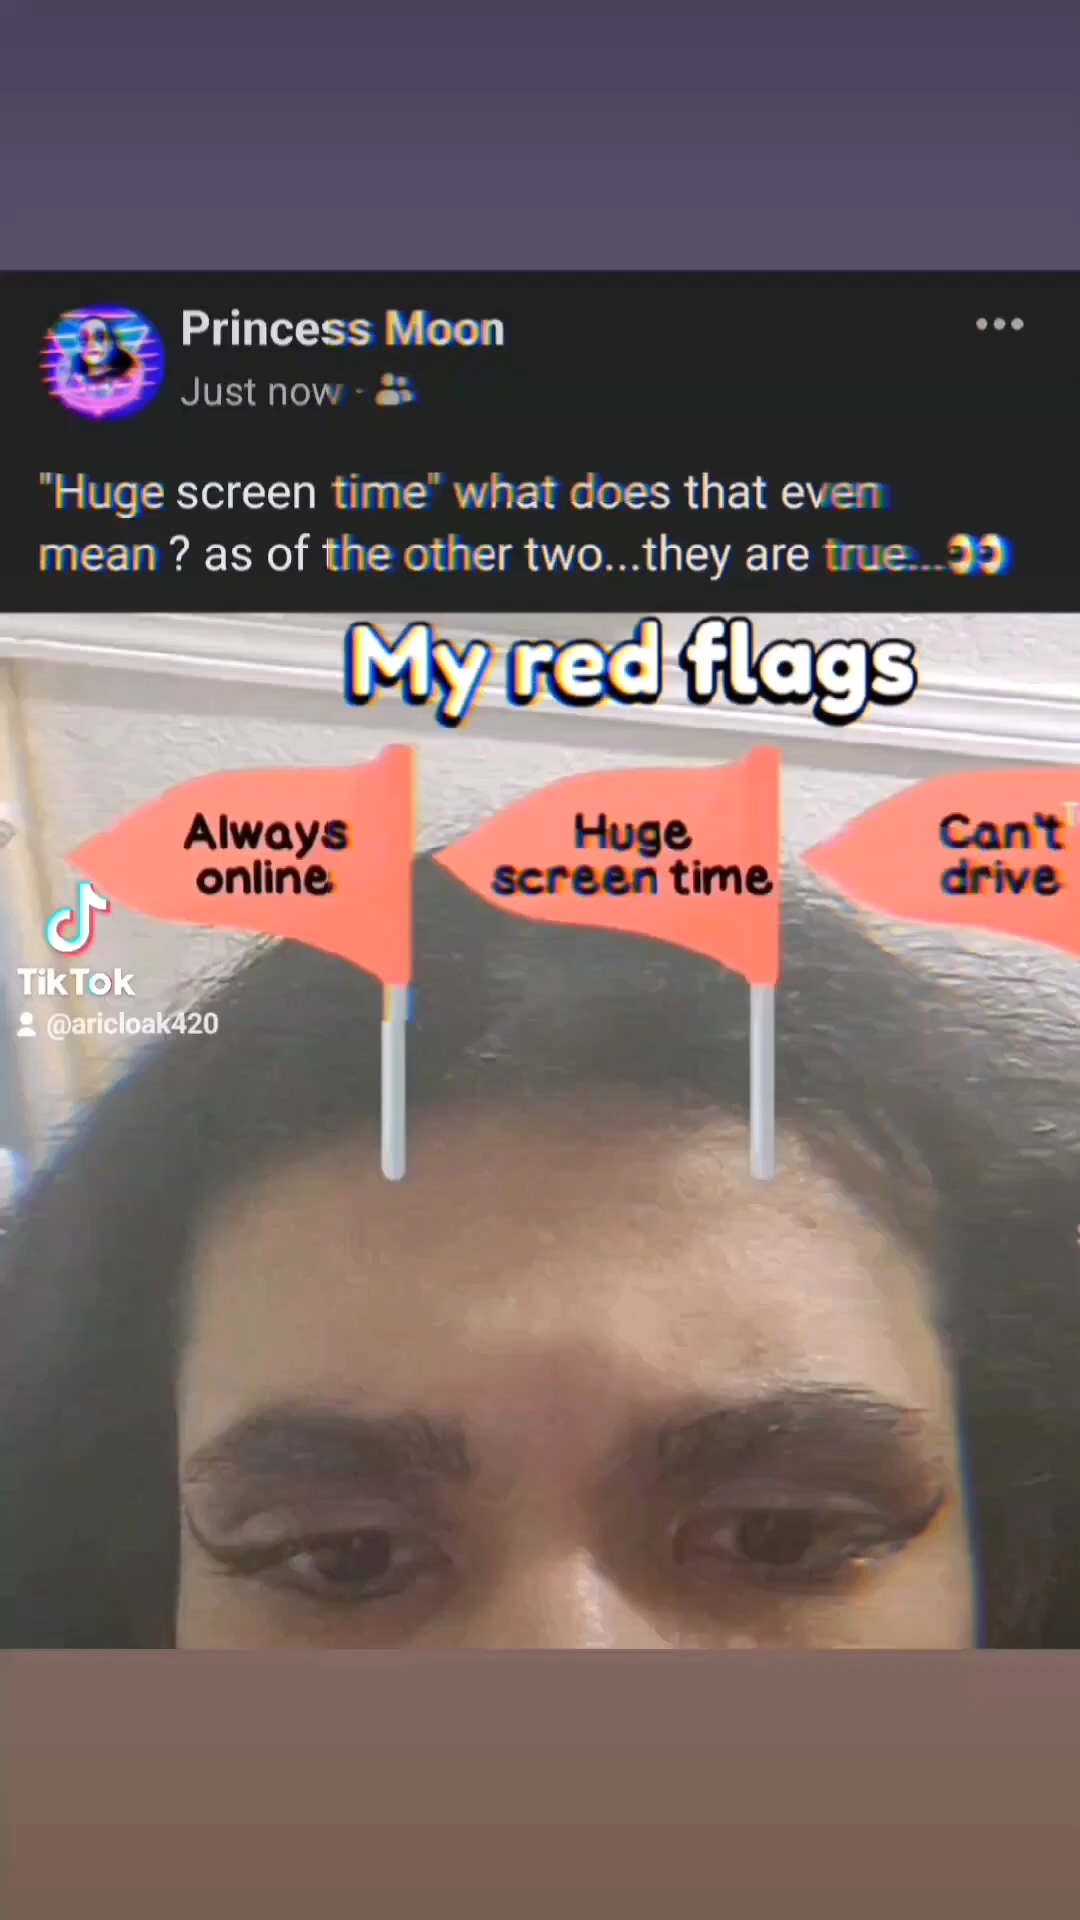 Princess Moon
Just now ·
"Huge screen time" what does that even
mean ? as of the other two...they are true...👀
My red flags
Always
online
Huge
screen time
Can't
drive
TikTok
@aricloak420